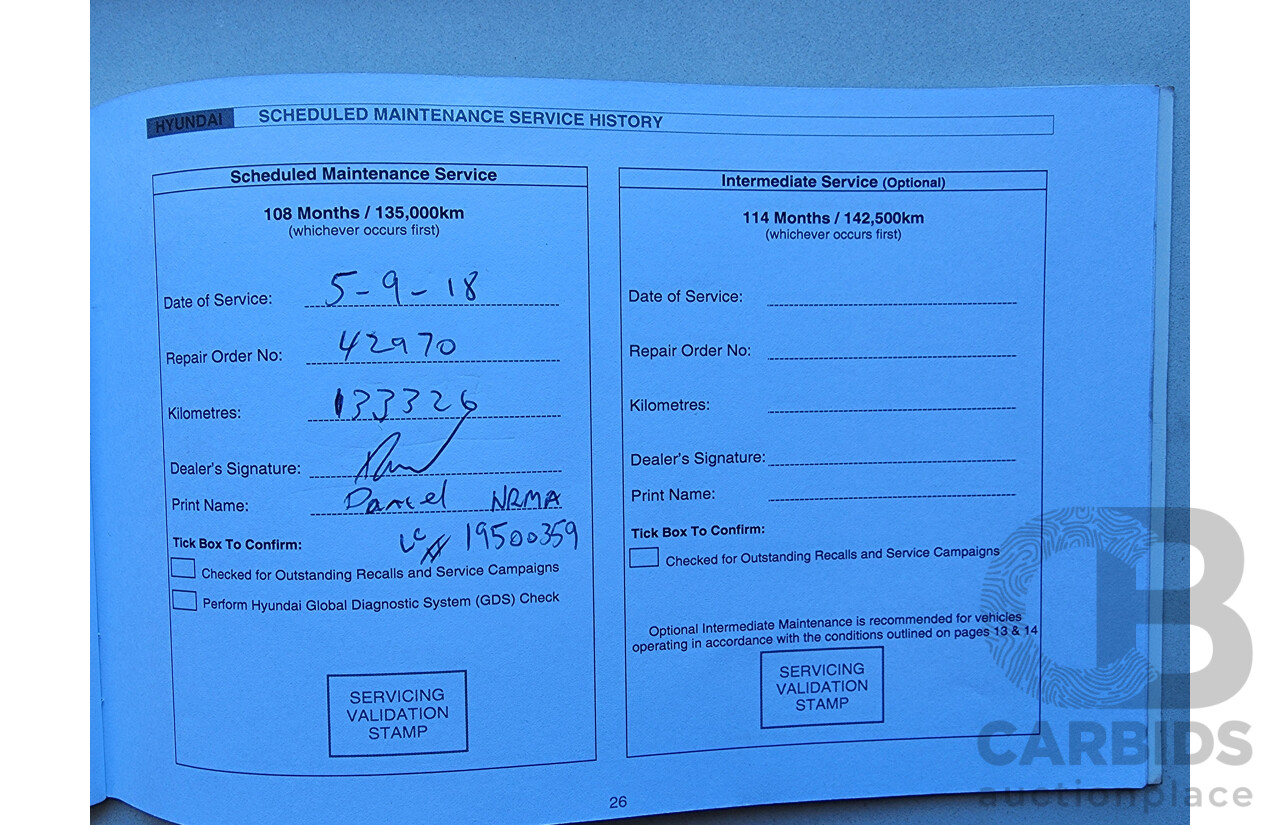 HYUNDAI SCHEDULED MAINTENANCE SERVICE HISTORY
Scheduled Maintenance Service
108 Months / 135,000km
(whichever occurs first)
Date of Service: 5-9-18
Repair Order No: 42970
Kilometres: 133326
Dealer's Signature:
Print Name: Daniel NRMA
Tick Box To Confirm: 19500359
Checked for Outstanding Recalls and Service Campaigns
Perform Hyundai Global Diagnostic System (GDS) Check
SERVICING
VALIDATION
STAMP
Intermediate Service (Optional)
114 Months / 142,500km
(whichever occurs first)
Date of Service:
Repair Order No:
Kilometres:
Dealer's Signature:
Print Name:
Tick Box To Confirm:
Checked for Outstanding Recalls and Service Campaigns
Optional Intermediate Maintenance is recommended for vehicles
operating in accordance with the conditions outlined on pages 13 & 14
SERVICING
VALIDATION
STAMP
26
CB
CARBIDS
auctionplace